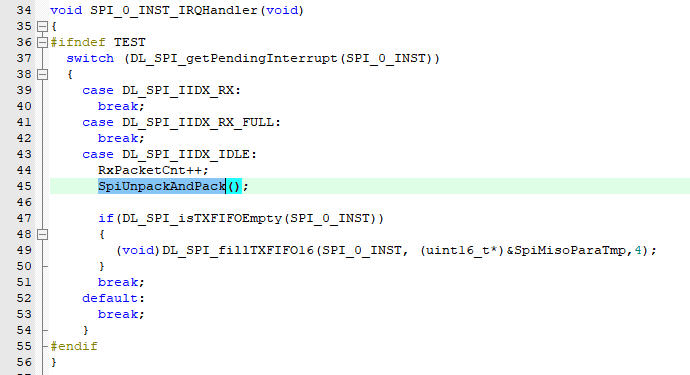 34 void SPI_0_INST_IRQHandler(void)
35 {
36 #ifndef TEST
37 switch (DL_SPI_getPendingInterrupt(SPI_0_INST))
38 {
39 case DL_SPI_IIDX_RX:
40 break;
41 case DL_SPI_IIDX_RX_FULL:
42 break;
43 case DL_SPI_IIDX_IDLE:
44 RxPacketCnt++;
45 SpiUnpackAndPack();
46
47 if(DL_SPI_isTXFIFOEmpty(SPI_0_INST))
48 {
49 (void)DL_SPI_fillTXFIFO16(SPI_0_INST, (uint16_t*)&SpiMisoParaTmp,4);
50 }
51 break;
52 default:
53 break;
54 }
55 #endif
56 }